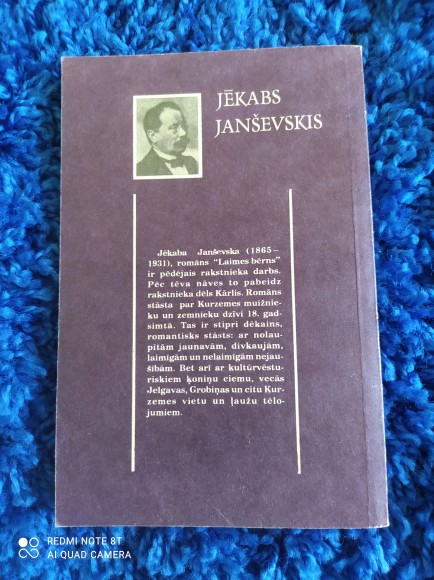 JĒKABS
JANŠEVSKIS
Jēkaba Janševska (1865—
1931), romāns "Laimes bērns"
ir pēdējais rakstnieka darbs.
Pēc tēva nāves to pabeidz
rakstnieka dēls Kārlis. Romāns
stāsta par Kurzemes muižnie-
ku un zemnieku dzīvi 18. gad-
simtā. Tas ir stipri dēkains,
romantisks stāsts: ar nolau-
pītām jaunavām, divkaujām,
laimīgām un nelaimīgām nejau-
šībām. Bet arī ar kultūrvēstu-
riskiem ķoniņu ciemu, vecās
Jelgavas, Grobiņas un citu Kur-
zemes vietu un ļaužu tēlo-
jumiem.
REDMI NOTE 8T
AI QUAD CAMERA